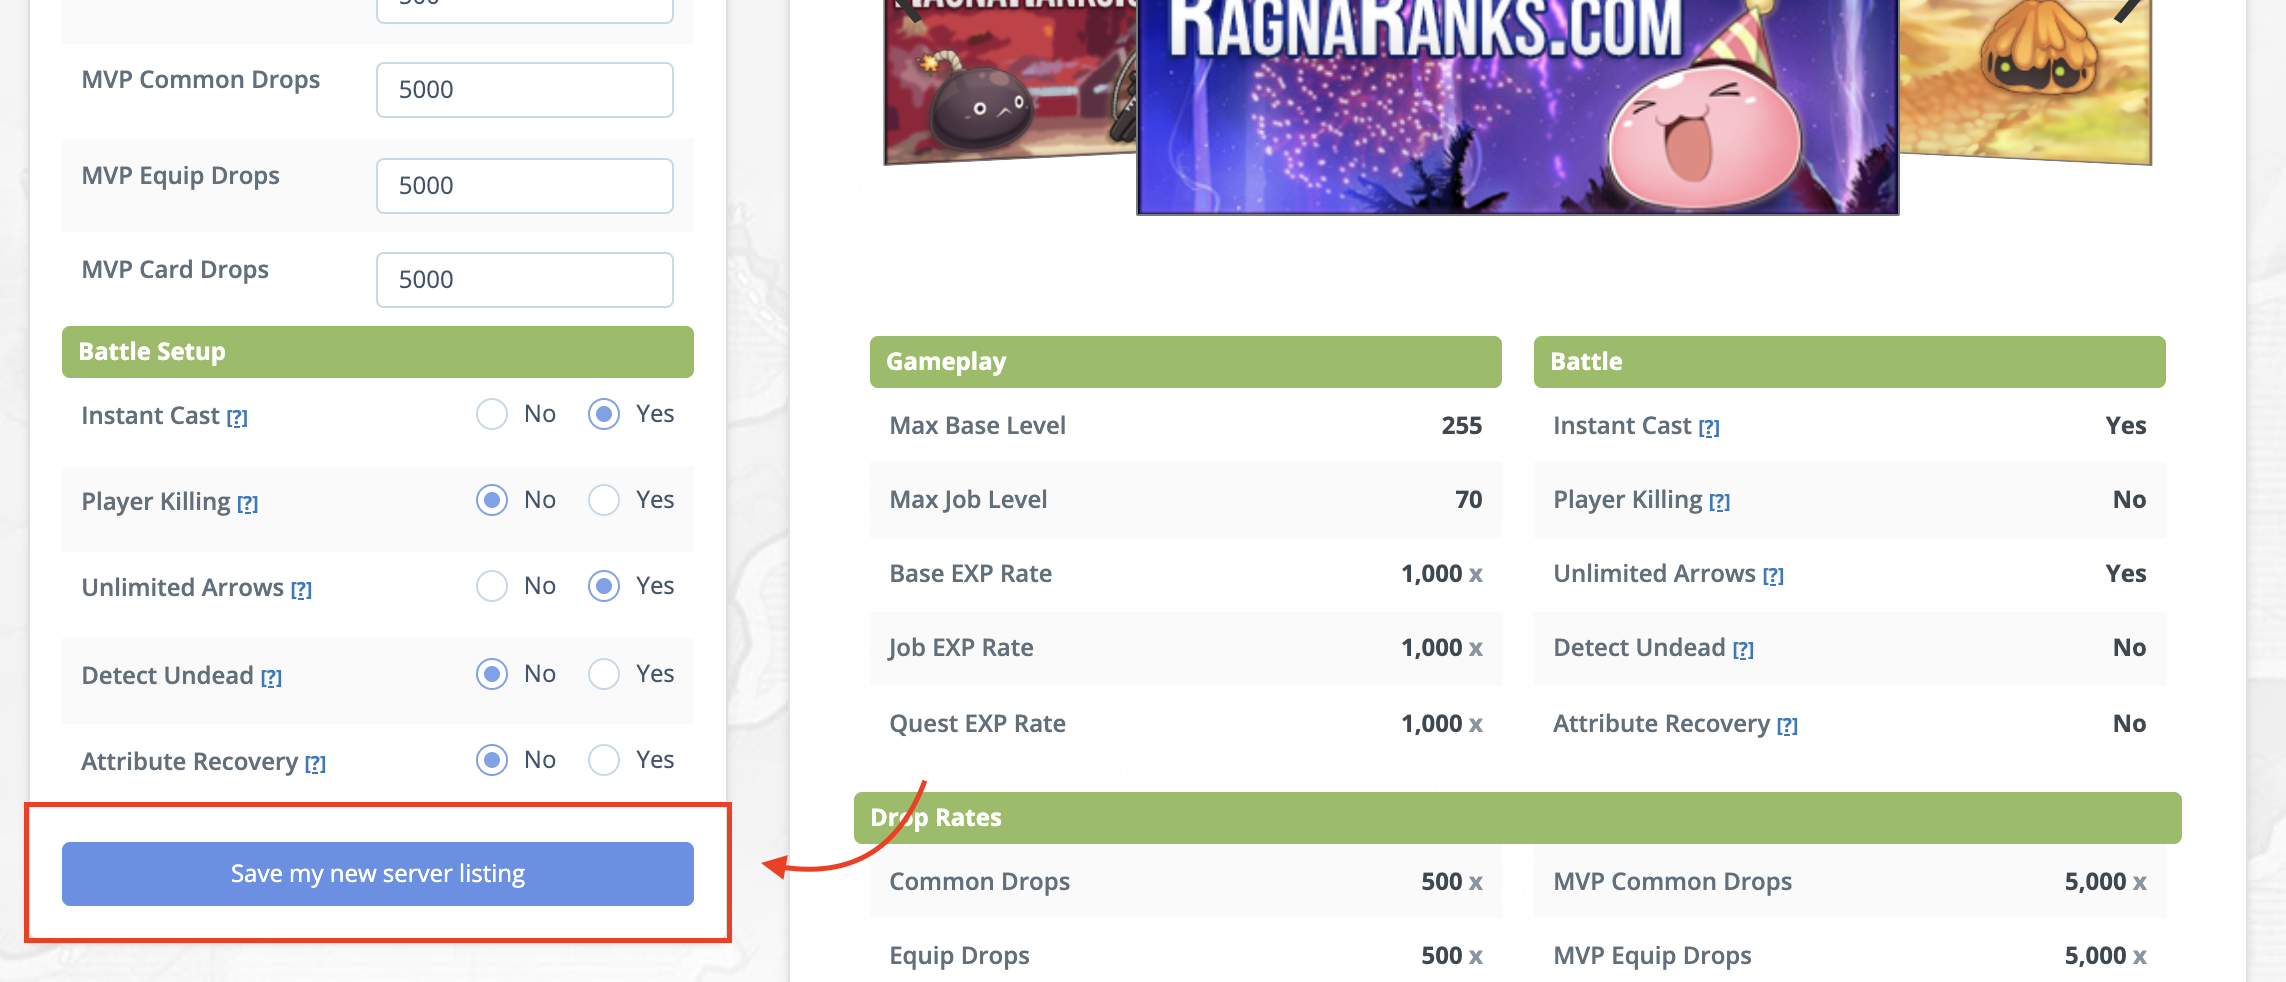 MVP Common Drops 5000
MVP Equip Drops 5000
MVP Card Drops 5000
Battle Setup
Instant Cast [?] No Yes
Player Killing [?] No Yes
Unlimited Arrows [?] No Yes
Detect Undead [?] No Yes
Attribute Recovery [?] No Yes
Save my new server listing
RAGNARANKS.COM
Gameplay
Max Base Level 255
Max Job Level 70
Base EXP Rate 1,000 x
Job EXP Rate 1,000 x
Quest EXP Rate 1,000 x
Battle
Instant Cast [?] Yes
Player Killing [?] No
Unlimited Arrows [?] Yes
Detect Undead [?] No
Attribute Recovery [?] No
Drop Rates
Common Drops 500 x
Equip Drops 500 x
MVP Common Drops 5,000 x
MVP Equip Drops 5,000 x